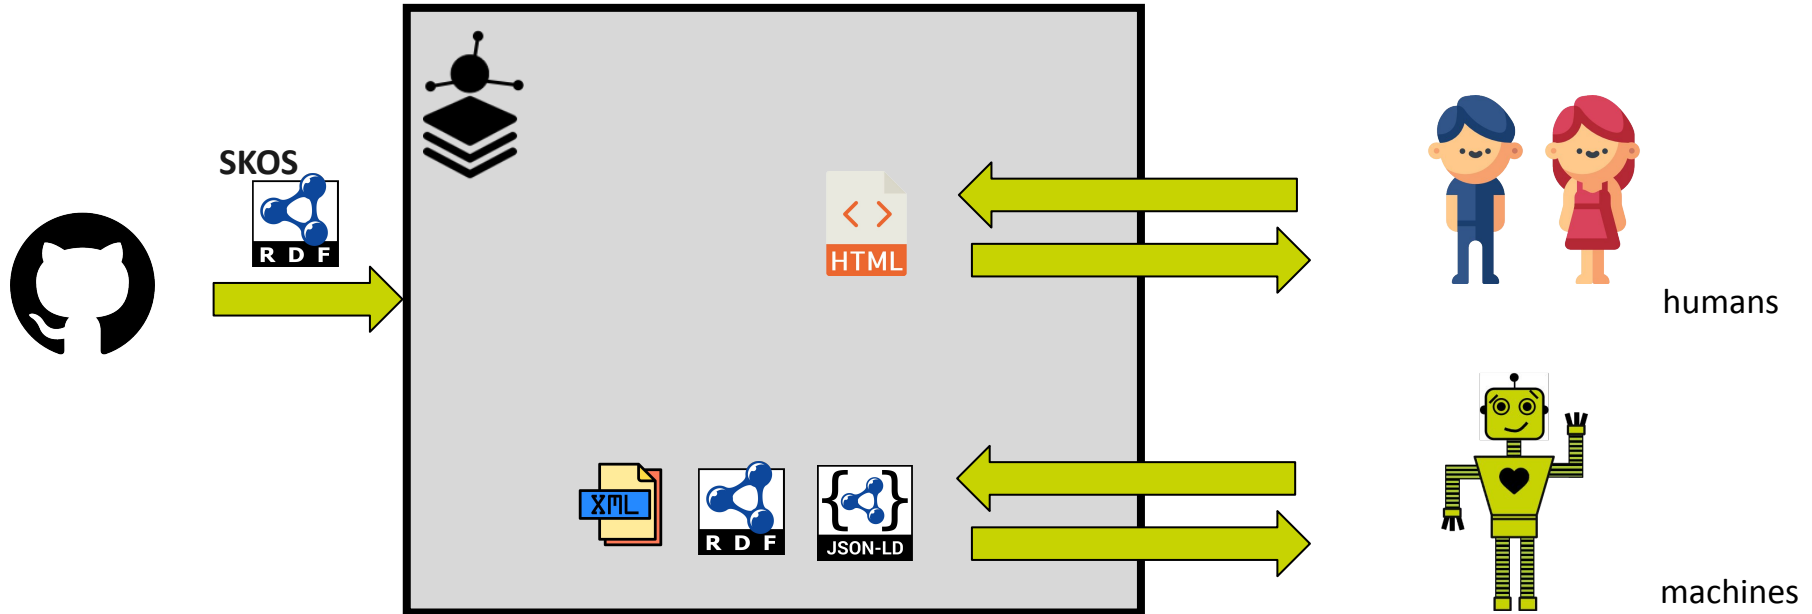 SKOS
R D F
HTML
humans
XML
R D F
JSON-LD
machines